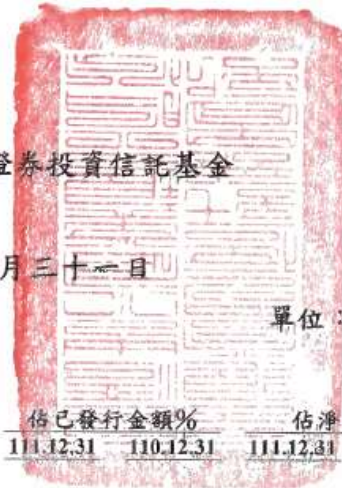 證券投資信託基金
月三十一日
單位：
佔已發行金額% 佔淨
111.12.31 110.12.31 111.12.31